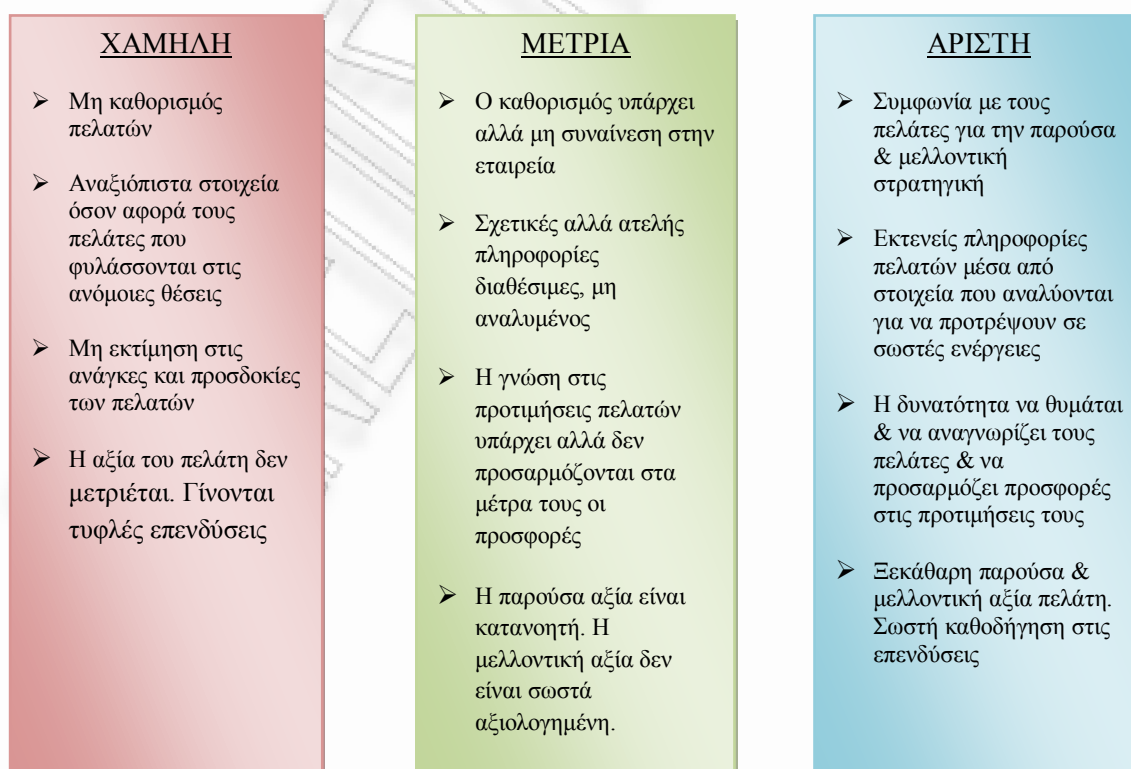 ΧΑΜΗΛΗ
➢ Μη καθορισμός
πελατών
➢ Αναξιόπιστα στοιχεία
όσον αφορά τους
πελάτες που
φυλάσσονται στις
ανόμοιες θέσεις
➢ Μη εκτίμηση στις
ανάγκες και προσδοκίες
των πελατών
➢ Η αξία του πελάτη δεν
μετριέται. Γίνονται
τυφλές επενδύσεις
ΜΕΤΡΙΑ
➢ Ο καθορισμός υπάρχει
αλλά μη συναίνεση στην
εταιρεία
➢ Σχετικές αλλά ατελής
πληροφορίες
διαθέσιμες, μη
αναλυμένος
➢ Η γνώση στις
προτιμήσεις πελατών
υπάρχει αλλά δεν
προσαρμόζονται στα
μέτρα τους οι
προσφορές
➢ Η παρούσα αξία είναι
κατανοητή. Η
μελλοντική αξία δεν
είναι σωστά
αξιολογημένη.
ΑΡΙΣΤΗ
➢ Συμφωνία με τους
πελάτες για την παρούσα
& μελλοντική
στρατηγική
➢ Εκτενείς πληροφορίες
πελατών μέσα από
στοιχεία που αναλύονται
για να προτρέψουν σε
σωστές ενέργειες
➢ Η δυνατότητα να θυμάται
& να αναγνωρίζει τους
πελάτες & να
προσαρμόζει προσφορές
στις προτιμήσεις τους
➢ Ξεκάθαρη παρούσα &
μελλοντική αξία πελάτη.
Σωστή καθοδήγηση στις
επενδύσεις